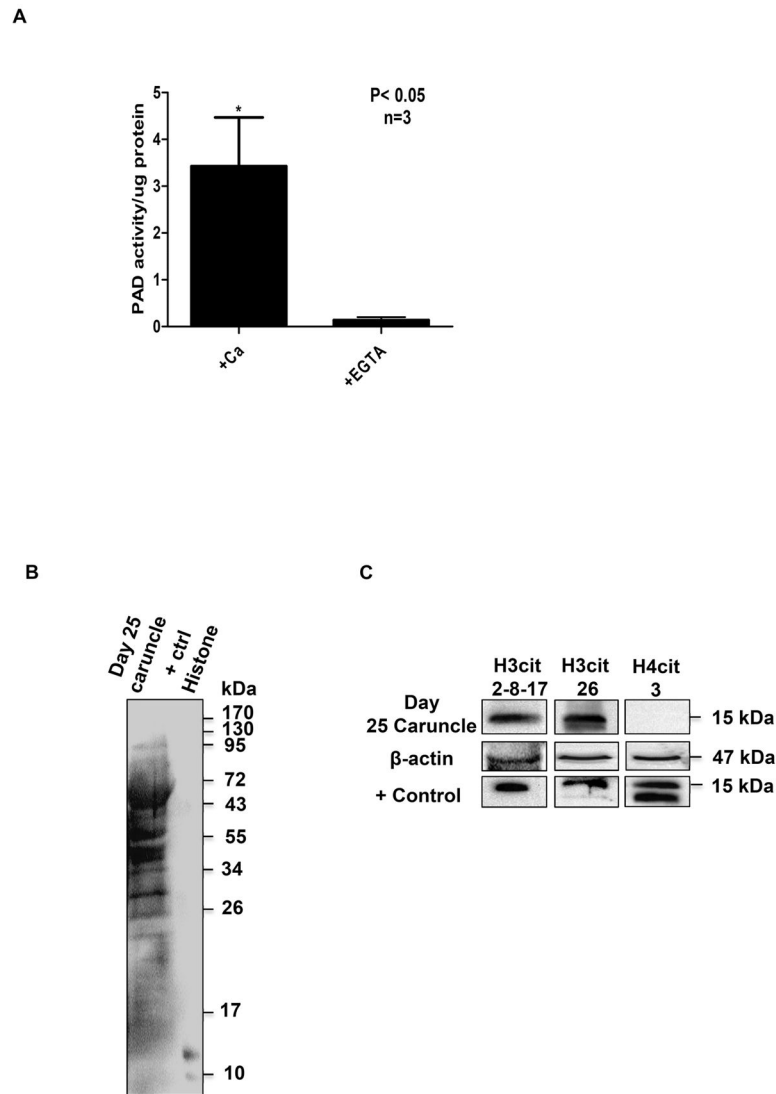 A
P< 0.05
n=3
5
4
3
2
1
0
*
PAD activity/ug protein
+Ca
+EGTA
B
Day 25
caruncle
+ ctrl
Histone
kDa
170
130
95
72
43
55
34
26
17
10
C
H3cit
2-8-17
H3cit
26
H4cit
3
Day
25 Caruncle
15 kDa
β-actin
47 kDa
+ Control
15 kDa